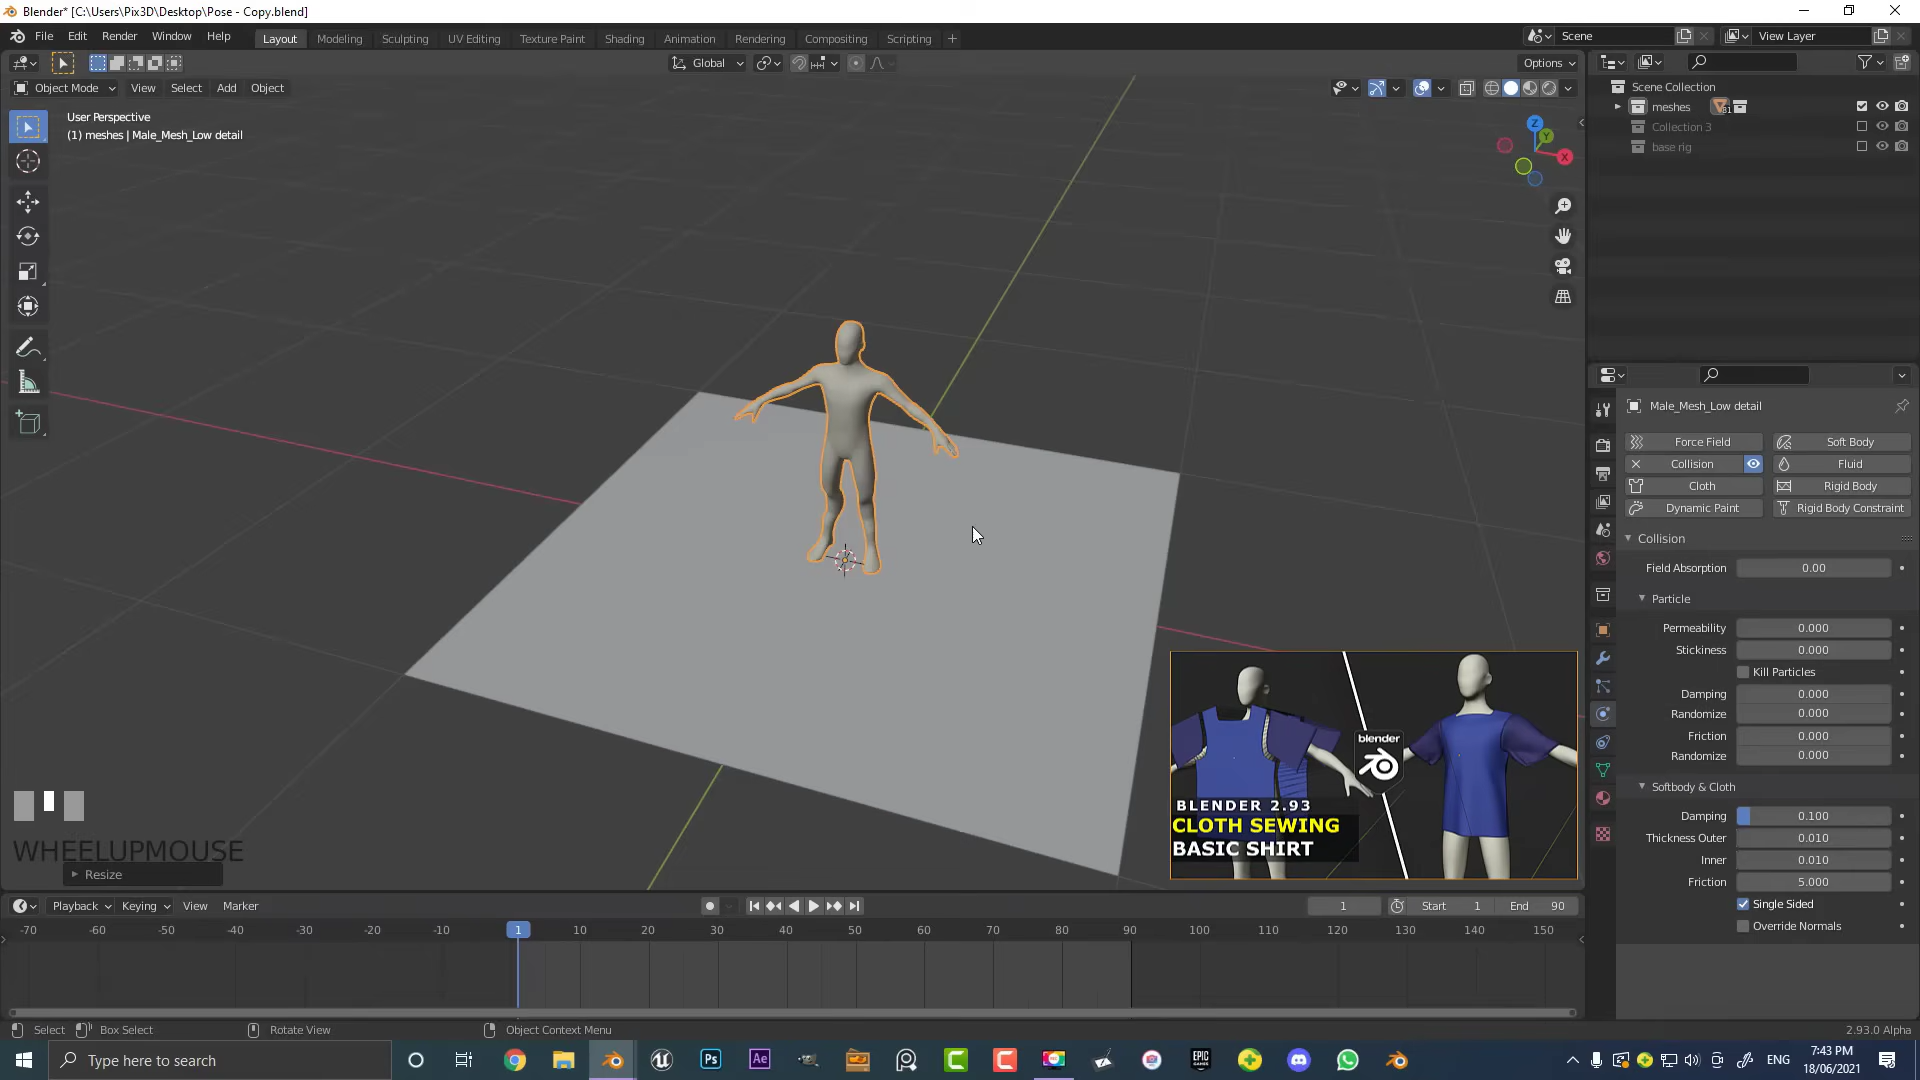 Blender* [C:\Users\Pix3D\Desktop\Pose - Copy.blend]
File Edit Render Window Help
Layout Modeling Sculpting UV Editing Texture Paint Shading Animation Rendering Compositing Scripting +
Scene
View Layer
Global
Options
Object Mode View Select Add Object
User Perspective
(1) meshes | Male_Mesh_Low detail
Z
Y
X
Scene Collection
meshes
81
Collection 3
base rig
Male_Mesh_Low detail
Force Field
Soft Body
Collision
Fluid
Cloth
Rigid Body
Dynamic Paint
Rigid Body Constraint
Collision
Field Absorption 0.00
Particle
Permeability 0.000
Stickiness 0.000
Kill Particles
Damping 0.000
Randomize 0.000
Friction 0.000
Randomize 0.000
Softbody & Cloth
Damping 0.100
Thickness Outer 0.010
Inner 0.010
Friction 5.000
Single Sided
Override Normals
blender
BLENDER 2.93
CLOTH SEWING
BASIC SHIRT
WHEELUPMOUSE
Resize
Playback Keying View Marker
1
Start 1
End 90
-70 -60 -50 -40 -30 -20 -10 1 10 20 30 40 50 60 70 80 90 100 110 120 130 140 150
Select Box Select Rotate View Object Context Menu
2.93.0 Alpha
Type here to search
Ps
Ae
EPIC GAMES
ENG
7:43 PM
18/06/2021